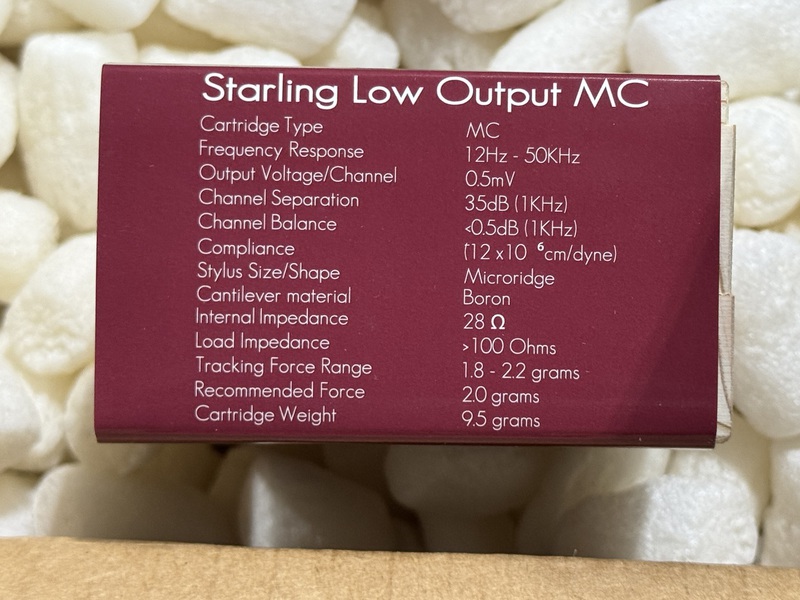 Starling Low Output MC
Cartridge Type MC
Frequency Response 12Hz - 50KHz
Output Voltage/Channel 0.5mV
Channel Separation 35dB (1KHz)
Channel Balance <0.5dB (1KHz)
Compliance (12 x10 ⁶cm/dyne)
Stylus Size/Shape Microridge
Cantilever material Boron
Internal Impedance 28 Ω
Load Impedance >100 Ohms
Tracking Force Range 1.8 - 2.2 grams
Recommended Force 2.0 grams
Cartridge Weight 9.5 grams